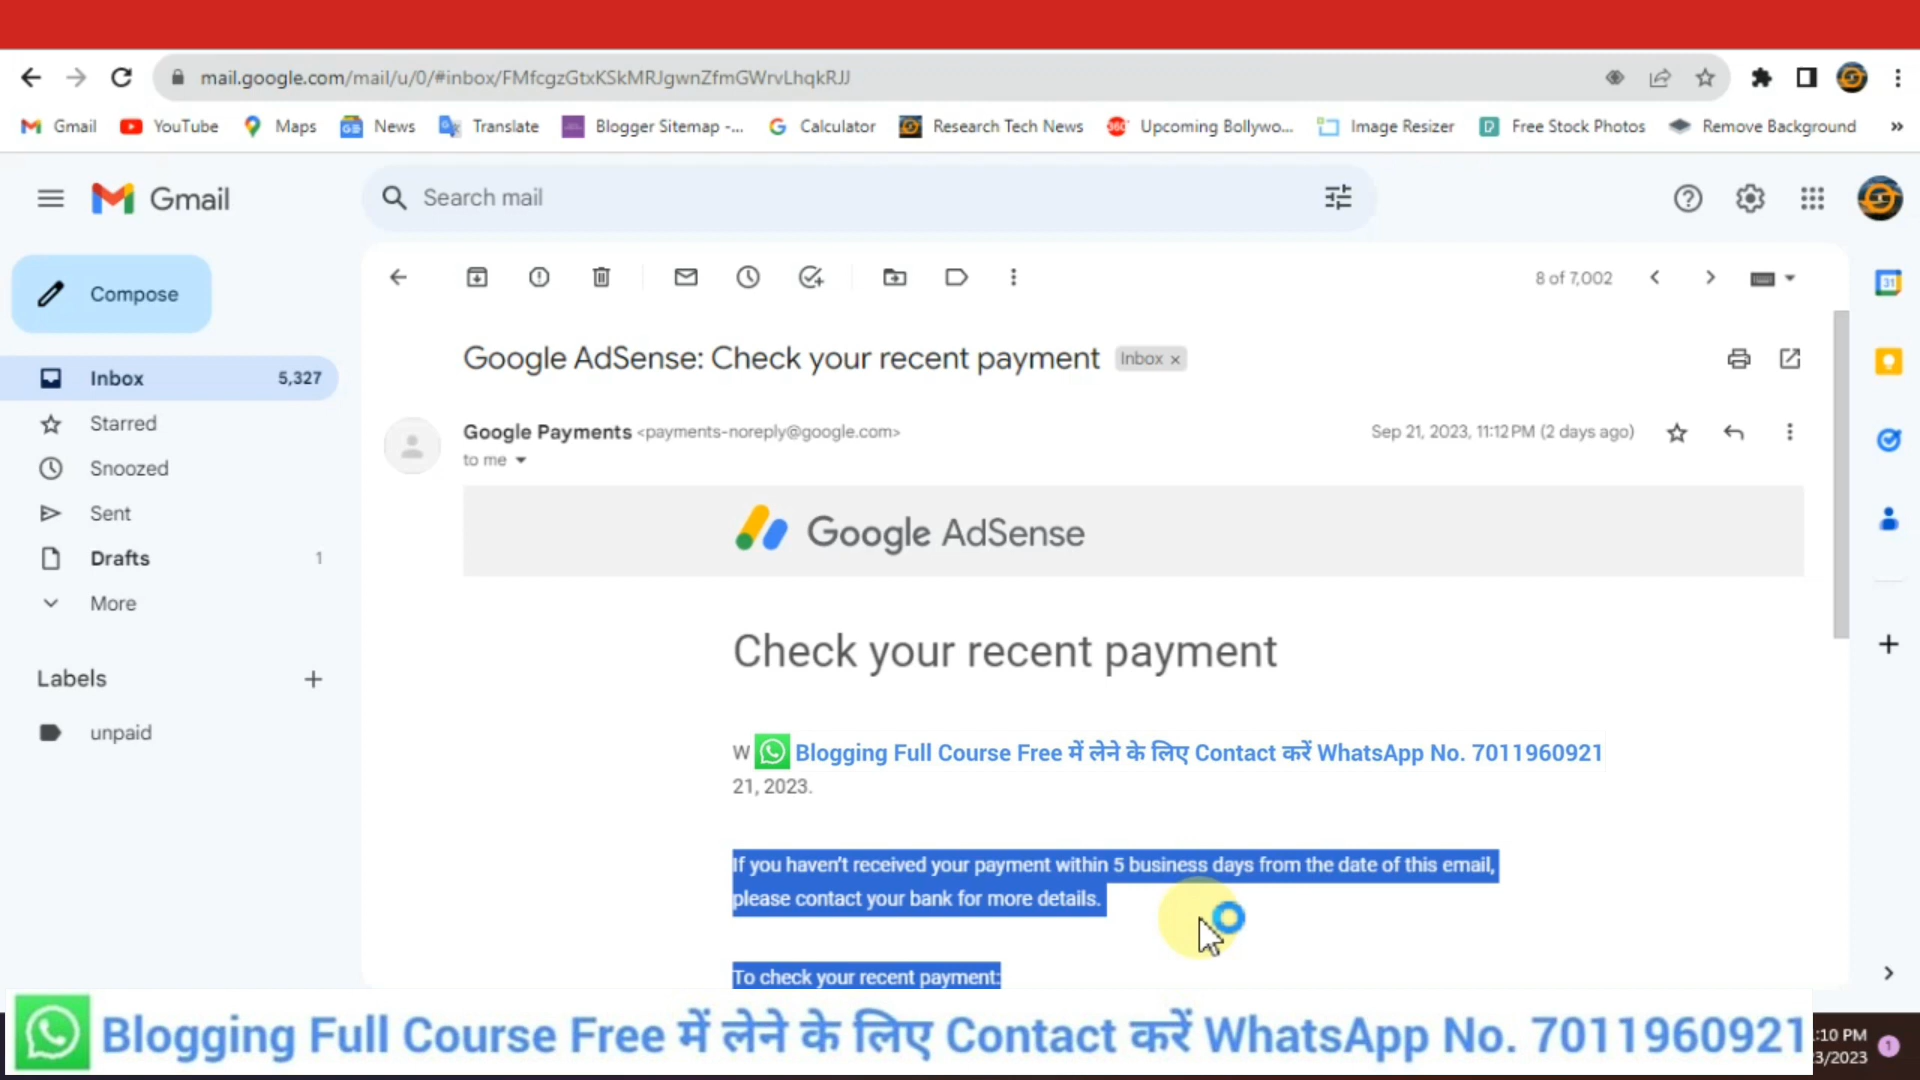 mail.google.com/mail/u/0/#inbox/FMfcgzGtxKSkMRJgwnZfmGWrvLhqkRJJ
Gmail YouTube Maps News Translate Blogger Sitemap -... Calculator Research Tech News Upcoming Bollywo... Image Resizer Free Stock Photos Remove Background »
Gmail
Search mail
Compose
8 of 7,002
Inbox 5,327
Starred
Snoozed
Sent
Drafts 1
More
Labels
unpaid
Google AdSense: Check your recent payment Inbox ×
Google Payments <payments-noreply@google.com>
Sep 21, 2023, 11:12 PM (2 days ago)
to me
Google AdSense
Check your recent payment
W Blogging Full Course Free में लेने के लिए Contact करें WhatsApp No. 7011960921
21, 2023.
If you haven't received your payment within 5 business days from the date of this email,
please contact your bank for more details.
To check your recent payment:
31
Blogging Full Course Free में लेने के लिए Contact करें WhatsApp No. 7011960921
:10 PM
3/2023
1